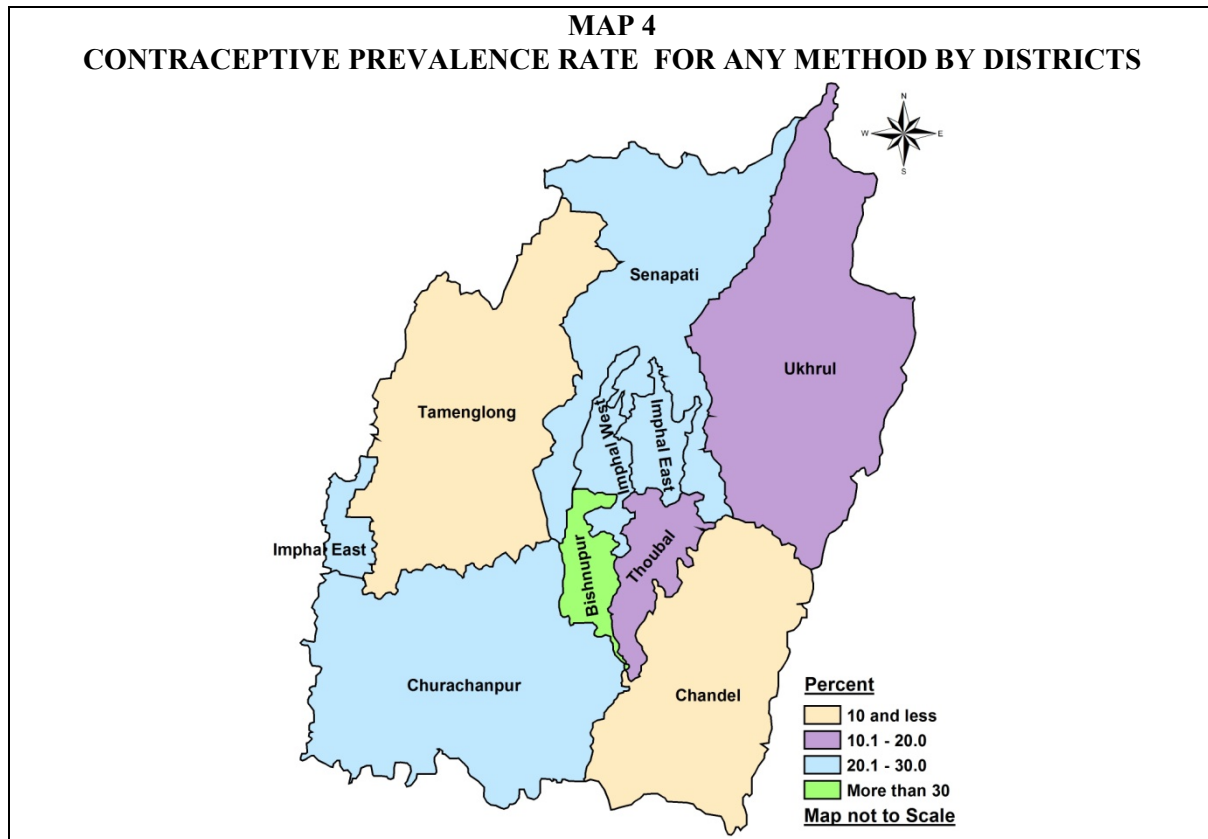 MAP 4
CONTRACEPTIVE PREVALENCE RATE FOR ANY METHOD BY DISTRICTS
N
W
E
S
Senapati
Ukhrul
Tamenglong
Imphal West
Imphal East
Imphal East
Bishnupur
Thoubal
Churachanpur
Chandel
Percent
10 and less
10.1 - 20.0
20.1 - 30.0
More than 30
Map not to Scale